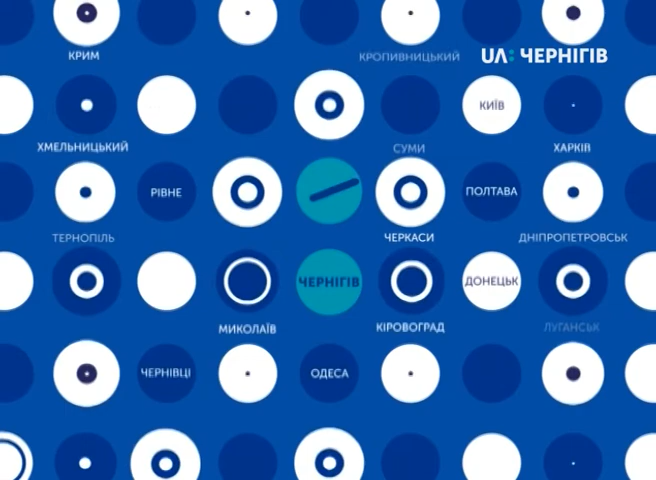 UA: ЧЕРНІГІВ
КРИМ
КРОПИВНИЦЬКИЙ
КИЇВ
ХМЕЛЬНИЦЬКИЙ
СУМИ
ХАРКІВ
РІВНЕ
ПОЛТАВА
ТЕРНОПІЛЬ
ЧЕРКАСИ
ДНІПРОПЕТРОВСЬК
ЧЕРНІГІВ
ДОНЕЦЬК
МИКОЛАЇВ
КІРОВОГРАД
ЛУГАНСЬК
ЧЕРНІВЦІ
ОДЕСА